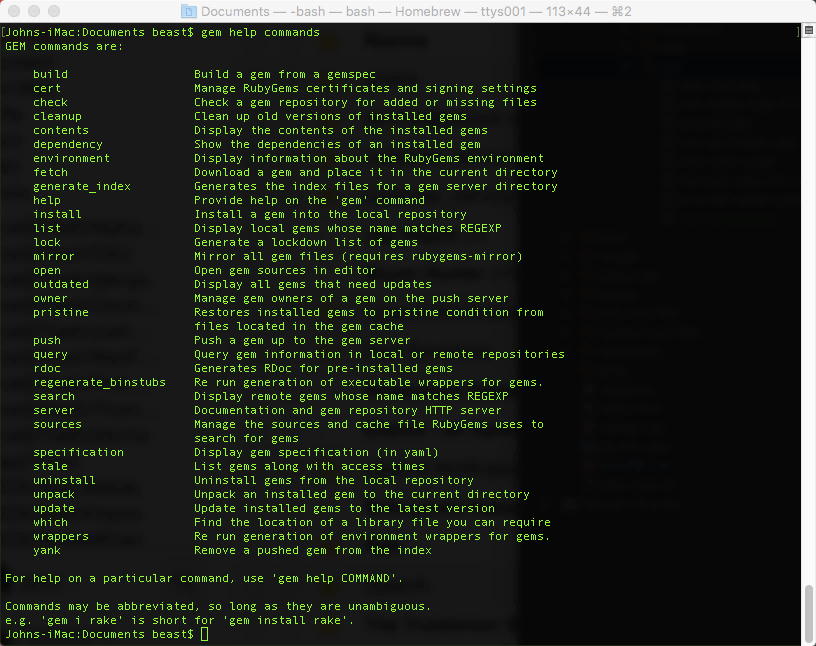 Documents — -bash — bash — Homebrew — ttys001 — 113×44 — ⌘2
[Johns-iMac:Documents beast$ gem help commands ]
GEM commands are:
build Build a gem from a gemspec
cert Manage RubyGems certificates and signing settings
check Check a gem repository for added or missing files
cleanup Clean up old versions of installed gems
contents Display the contents of the installed gems
dependency Show the dependencies of an installed gem
environment Display information about the RubyGems environment
fetch Download a gem and place it in the current directory
generate_index Generates the index files for a gem server directory
help Provide help on the 'gem' command
install Install a gem into the local repository
list Display local gems whose name matches REGEXP
lock Generate a lockdown list of gems
mirror Mirror all gem files (requires rubygems-mirror)
open Open gem sources in editor
outdated Display all gems that need updates
owner Manage gem owners of a gem on the push server
pristine Restores installed gems to pristine condition from
files located in the gem cache
push Push a gem up to the gem server
query Query gem information in local or remote repositories
rdoc Generates RDoc for pre-installed gems
regenerate_binstubs Re run generation of executable wrappers for gems.
search Display remote gems whose name matches REGEXP
server Documentation and gem repository HTTP server
sources Manage the sources and cache file RubyGems uses to
search for gems
specification Display gem specification (in yaml)
stale List gems along with access times
uninstall Uninstall gems from the local repository
unpack Unpack an installed gem to the current directory
update Update installed gems to the latest version
which Find the location of a library file you can require
wrappers Re run generation of environment wrappers for gems.
yank Remove a pushed gem from the index
For help on a particular command, use 'gem help COMMAND'.
Commands may be abbreviated, so long as they are unambiguous.
e.g. 'gem i rake' is short for 'gem install rake'.
Johns-iMac:Documents beast$